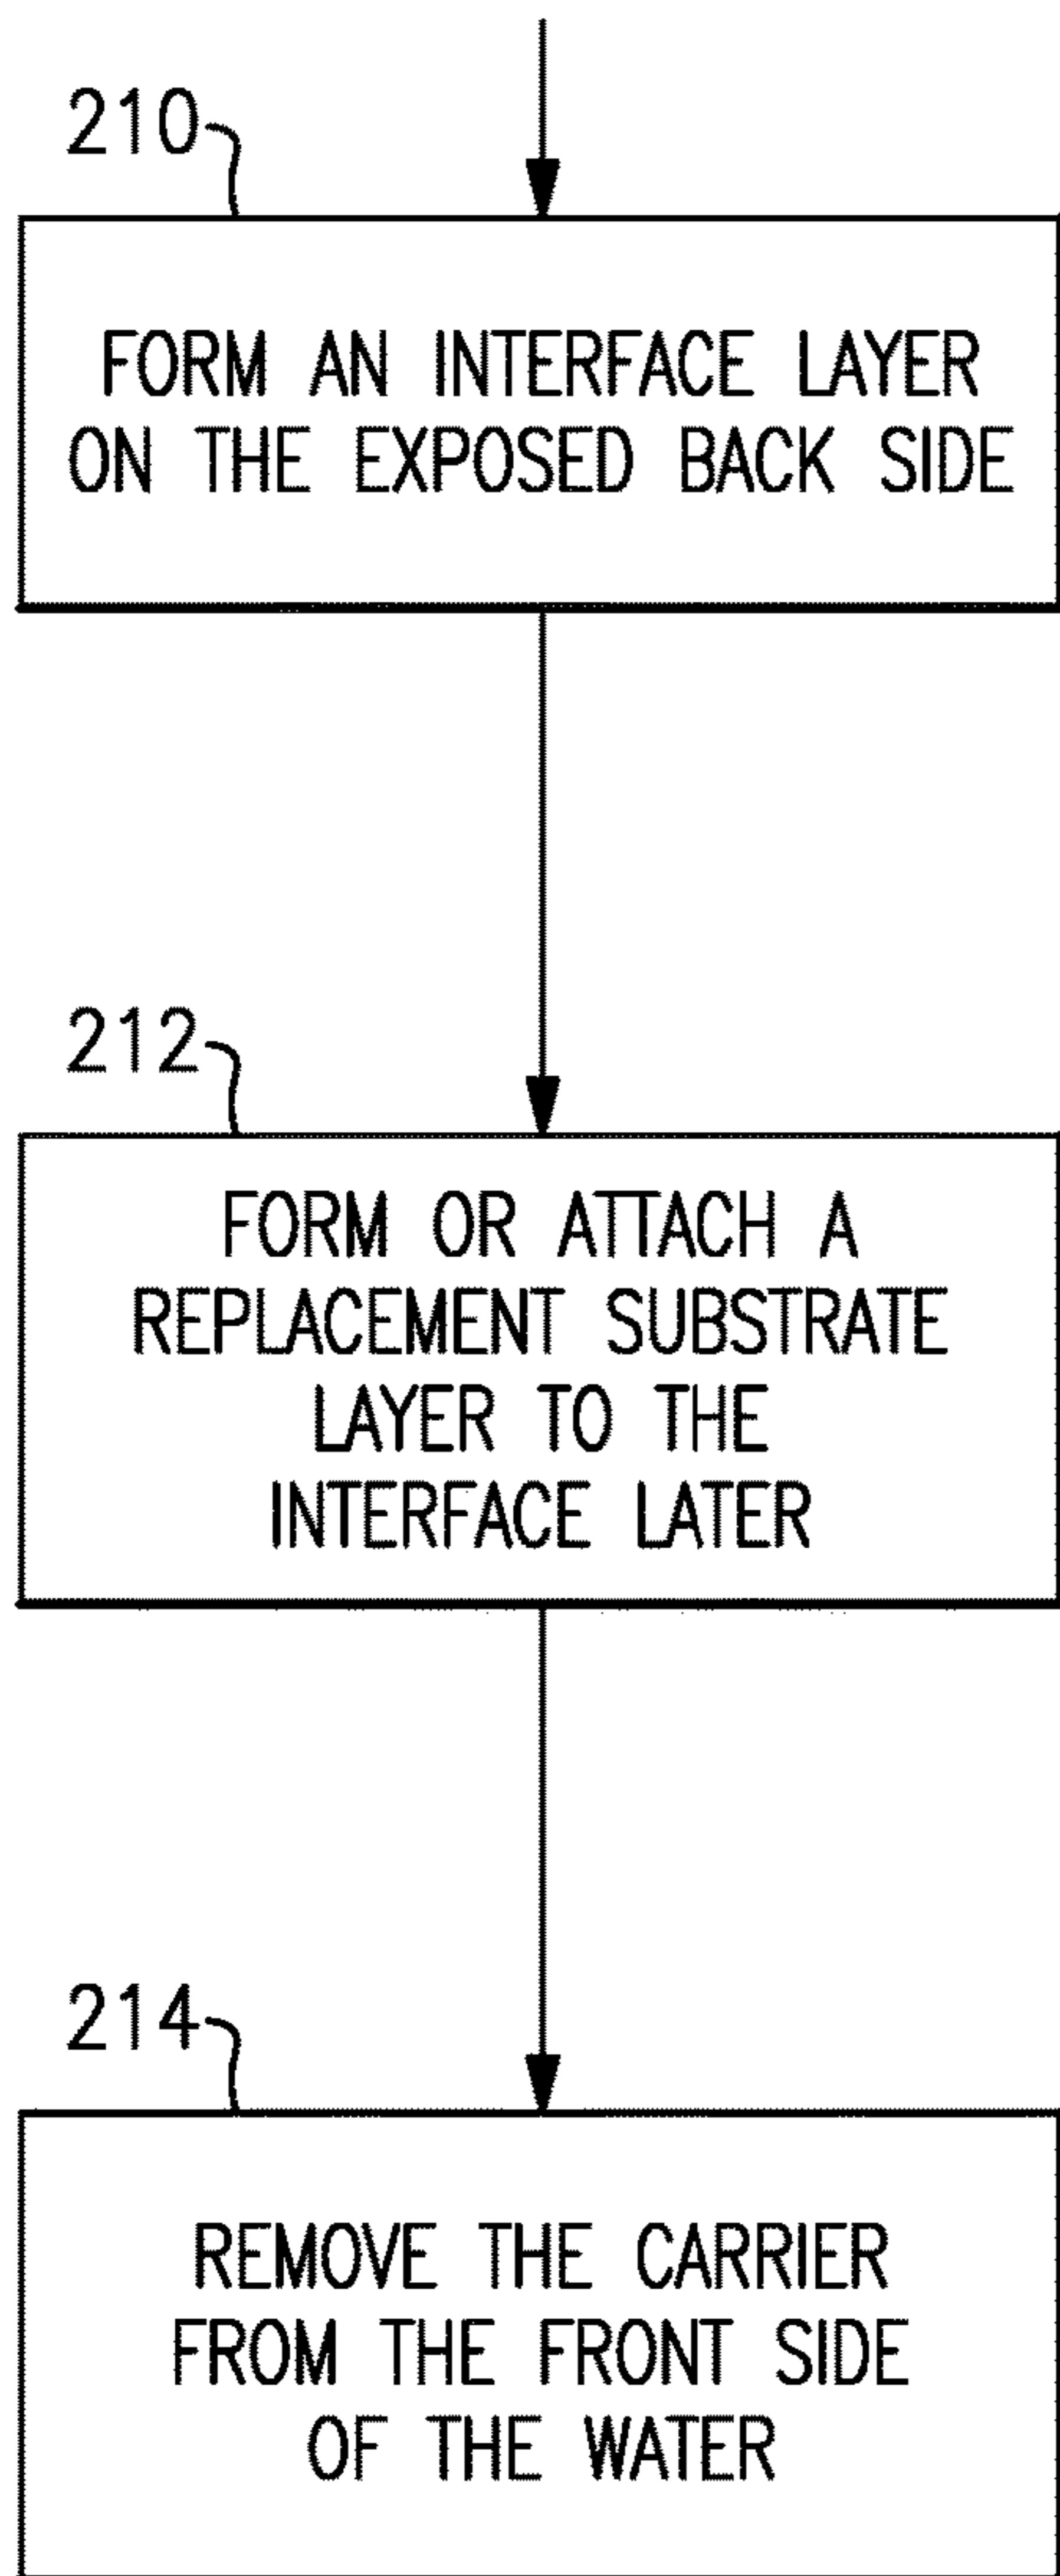 210
FORM AN INTERFACE LAYER
ON THE EXPOSED BACK SIDE
212
FORM OR ATTACH A
REPLACEMENT SUBSTRATE
LAYER TO THE
INTERFACE LATER
214
REMOVE THE CARRIER
FROM THE FRONT SIDE
OF THE WATER